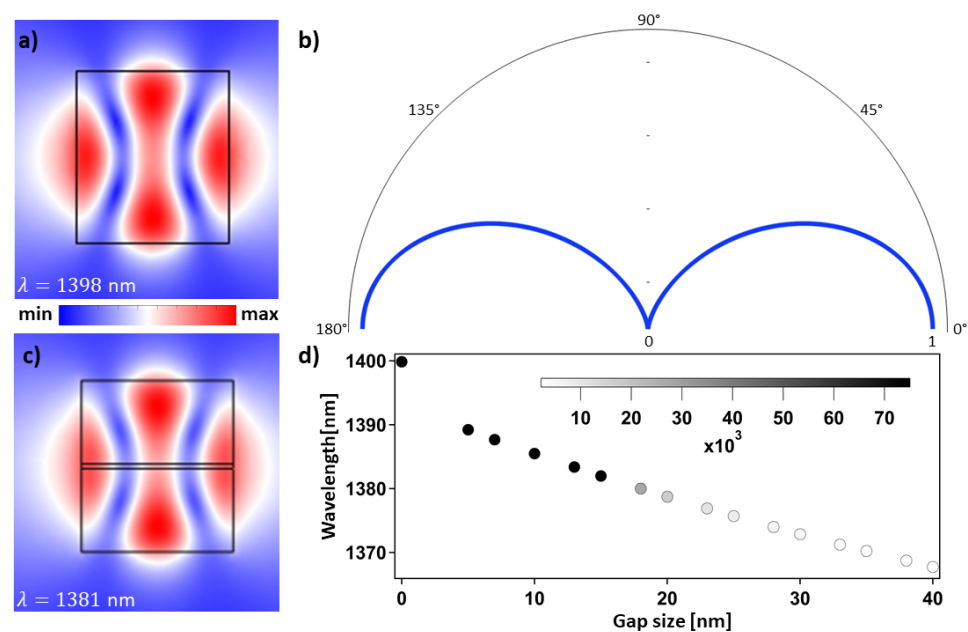 a)
λ = 1398 nm
min max
c)
λ = 1381 nm
b)
90°
135° 45°
180° 0 1 0°
d)
1400
1390
1380
1370
Wavelength[nm]
10 20 30 40 50 60 70
x10³
0 10 20 30 40
Gap size [nm]